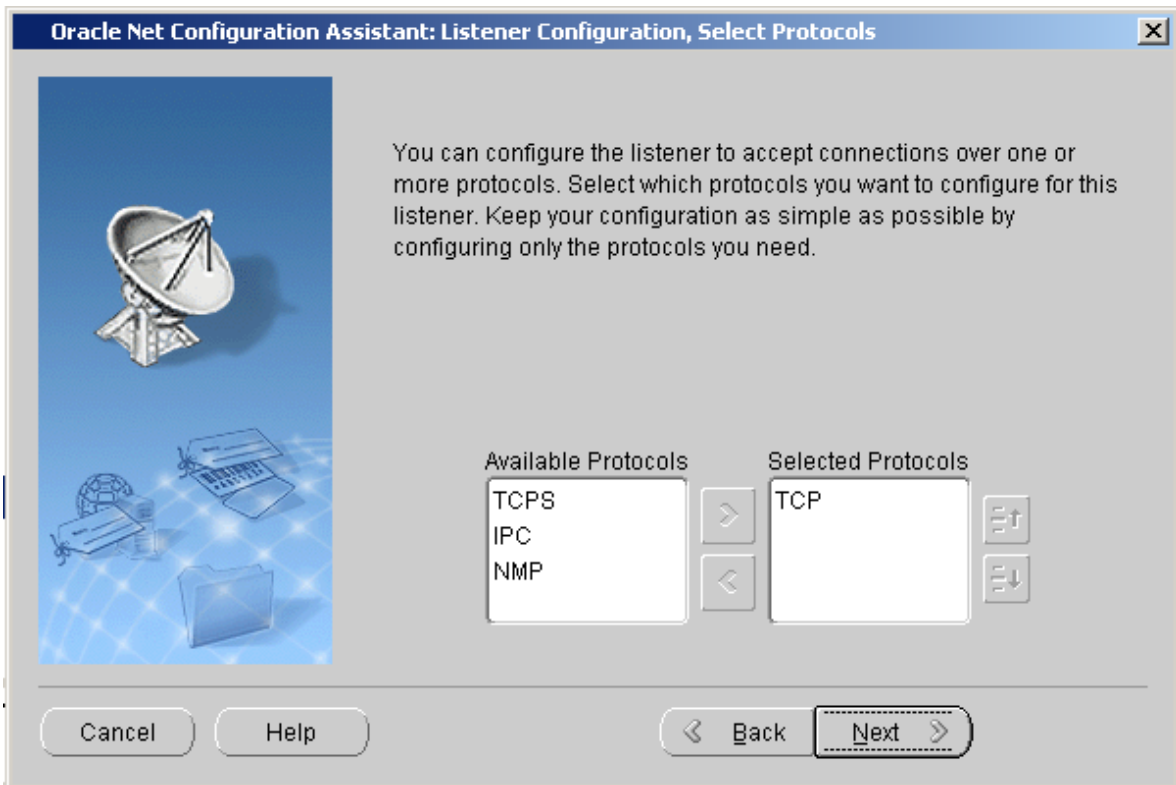 Oracle Net Configuration Assistant: Listener Configuration, Select Protocols
You can configure the listener to accept connections over one or
more protocols. Select which protocols you want to configure for this
listener. Keep your configuration as simple as possible by
configuring only the protocols you need.
Available Protocols
TCPS
IPC
NMP
Selected Protocols
TCP
Cancel
Help
Back
Next